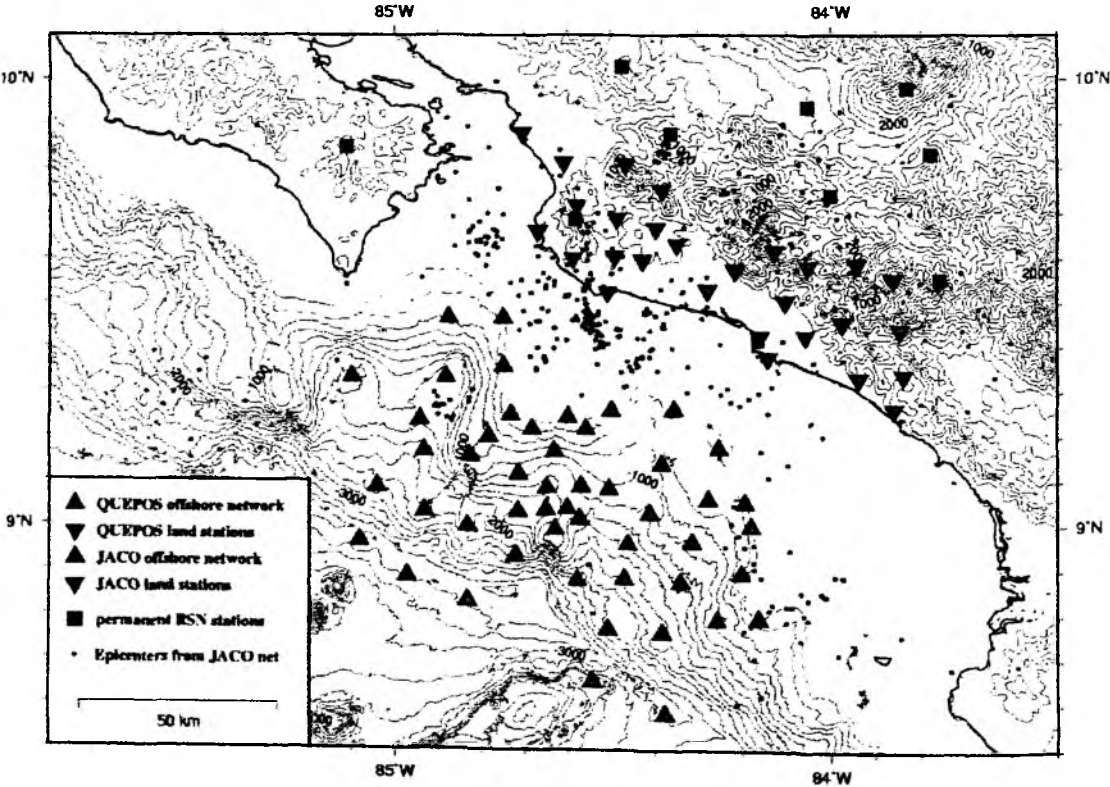 85°W 84°W
10°N 10°N
1000
2000
1000
2000
1000
2000
1000
1000
3000
2000
3000
9°N 9°N
QUEPOS offshore network
QUEPOS land stations
JACO offshore network
JACO land stations
permanent RSN stations
Epicenters from JACO net
50 km
85°W 84°W